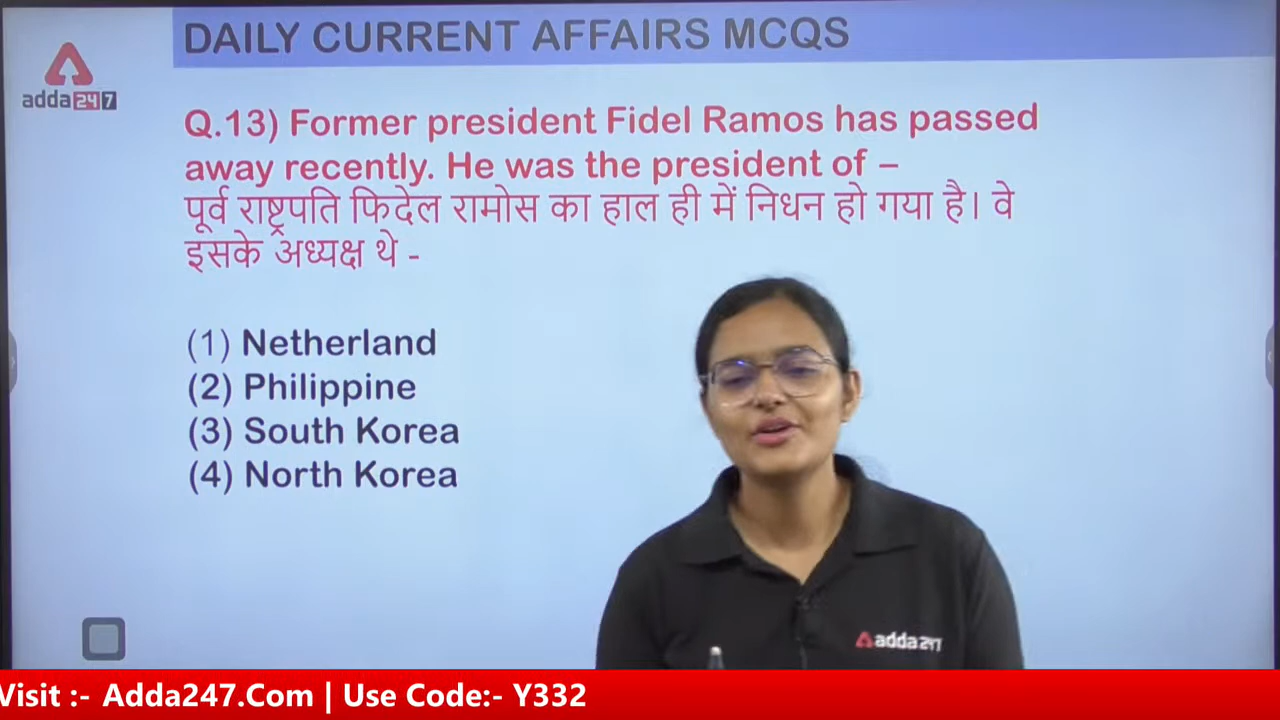 DAILY CURRENT AFFAIRS MCQS
adda247
Q.13) Former president Fidel Ramos has passed
away recently. He was the president of –
पूर्व राष्ट्रपति फिदेल रामोस का हाल ही में निधन हो गया है। वे
इसके अध्यक्ष थे -
(1) Netherland
(2) Philippine
(3) South Korea
(4) North Korea
adda247
Visit :- Adda247.Com | Use Code:- Y332